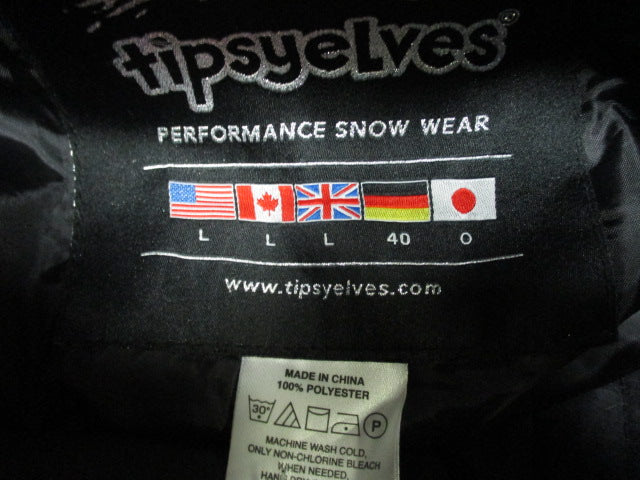 tipsyelves
PERFORMANCE SNOW WEAR
L L L 40 O
www.tipsyelves.com
MADE IN CHINA
100% POLYESTER
30° P
MACHINE WASH COLD,
ONLY NON-CHLORINE BLEACH
WHEN NEEDED,